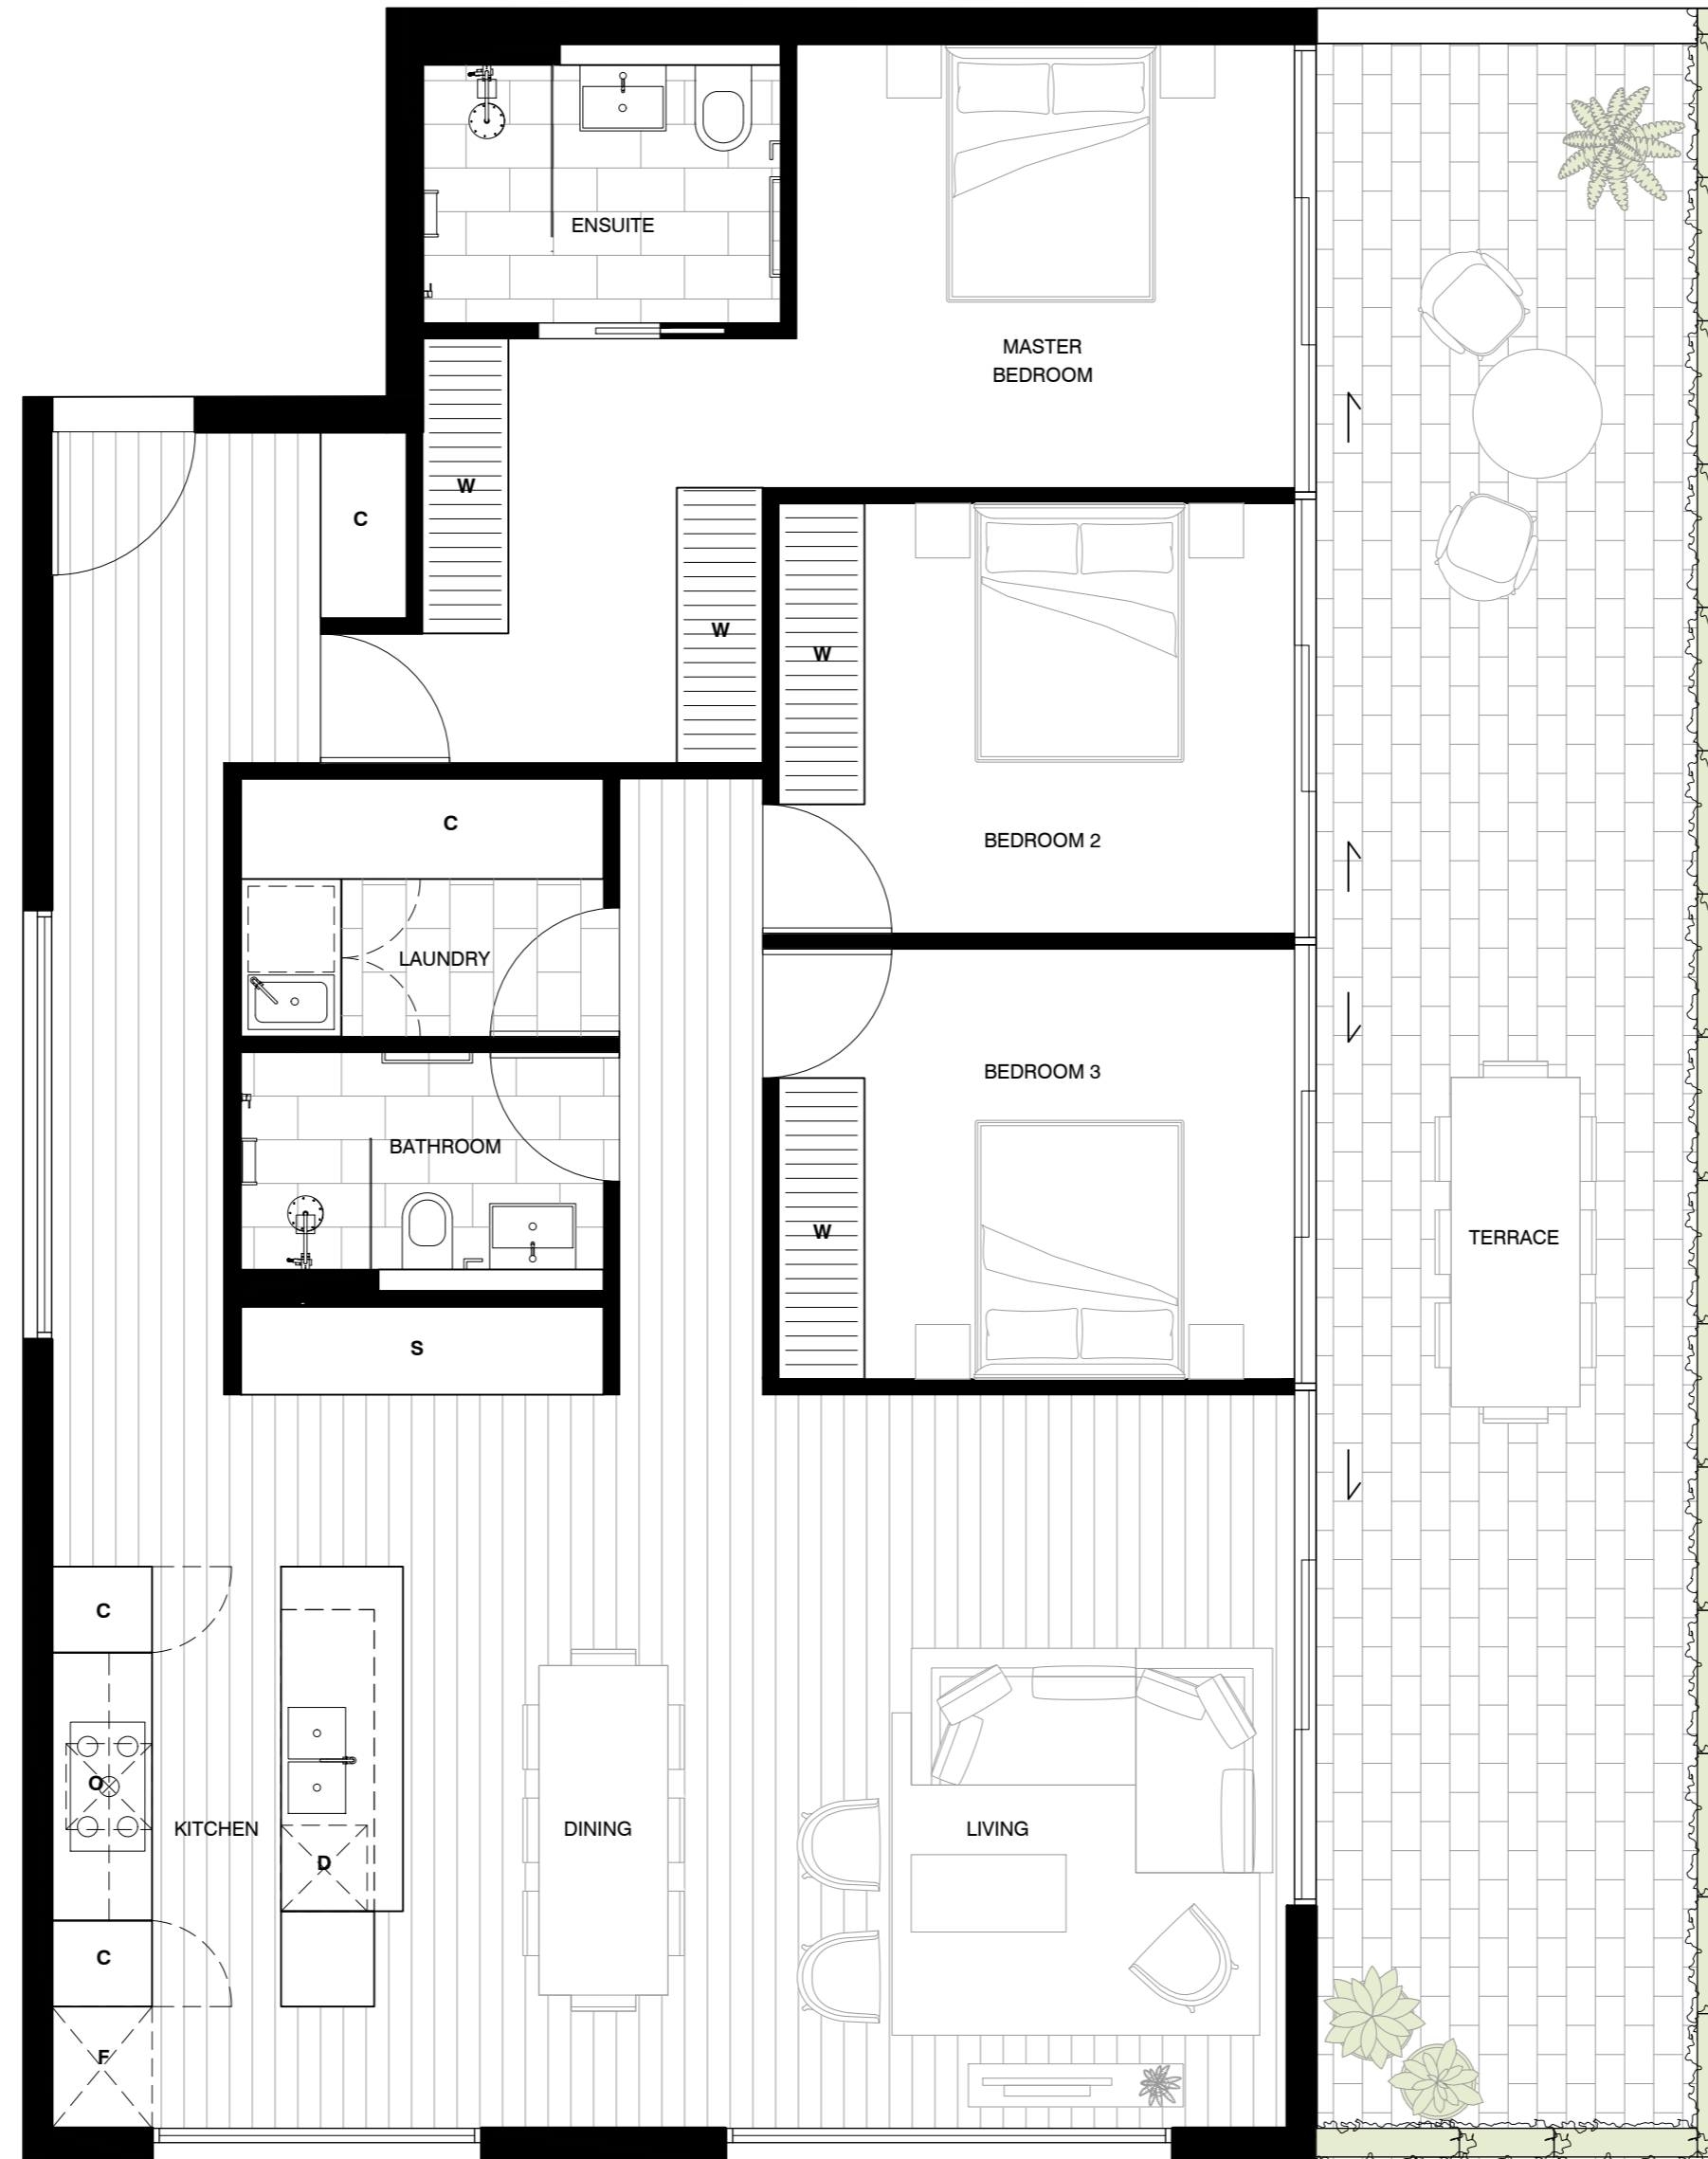 ENSUITE
MASTER
BEDROOM
W
C
W
W
C
BEDROOM 2
LAUNDRY
BEDROOM 3
BATHROOM
W
TERRACE
S
C
O
KITCHEN
DINING
LIVING
D
C
F